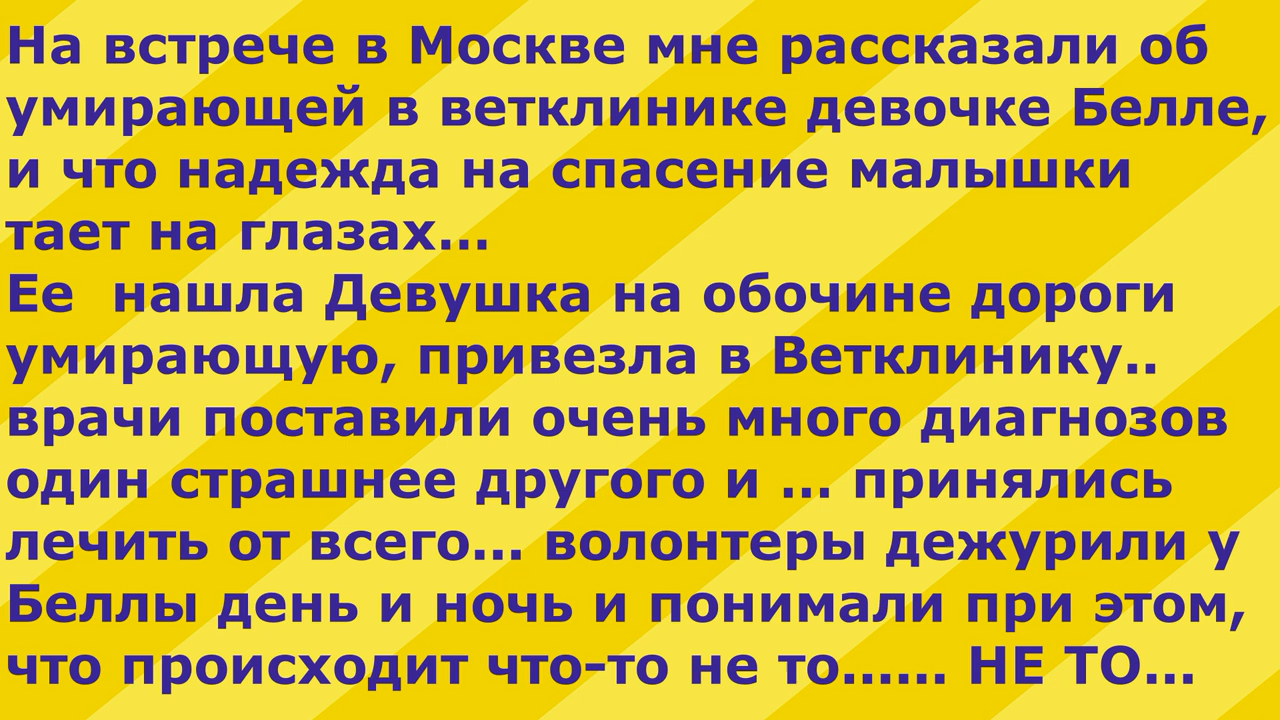 На встрече в Москве мне рассказали об
умирающей в ветклинике девочке Белле,
и что надежда на спасение малышки
тает на глазах...
Ее  нашла Девушка на обочине дороги
умирающую, привезла в Ветклинику..
врачи поставили очень много диагнозов
один страшнее другого и ... принялись
лечить от всего... волонтеры дежурили у
Беллы день и ночь и понимали при этом,
что происходит что-то не то...... НЕ ТО...